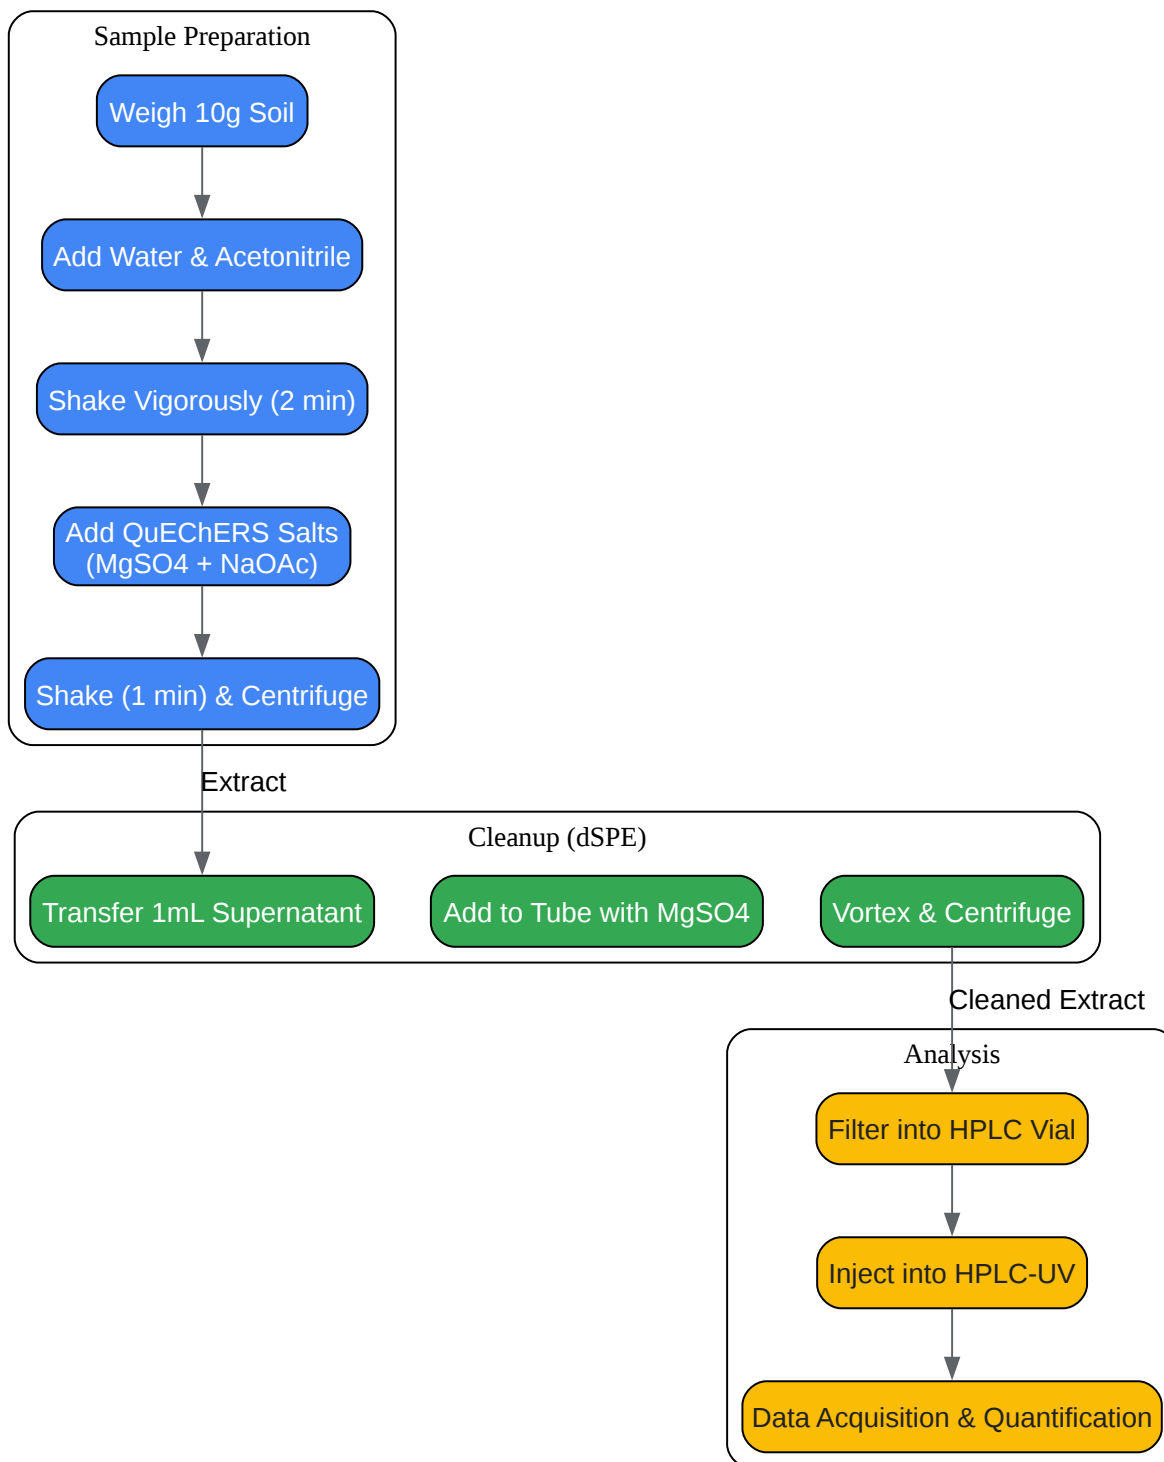 Sample Preparation
Weigh 10g Soil
Add Water & Acetonitrile
Shake Vigorously (2 min)
Add QuEChERS Salts
(MgSO4 + NaOAc)
Shake (1 min) & Centrifuge
Extract
Cleanup (dSPE)
Transfer 1mL Supernatant
Add to Tube with MgSO4
Vortex & Centrifuge
Cleaned Extract
Analysis
Filter into HPLC Vial
Inject into HPLC-UV
Data Acquisition & Quantification